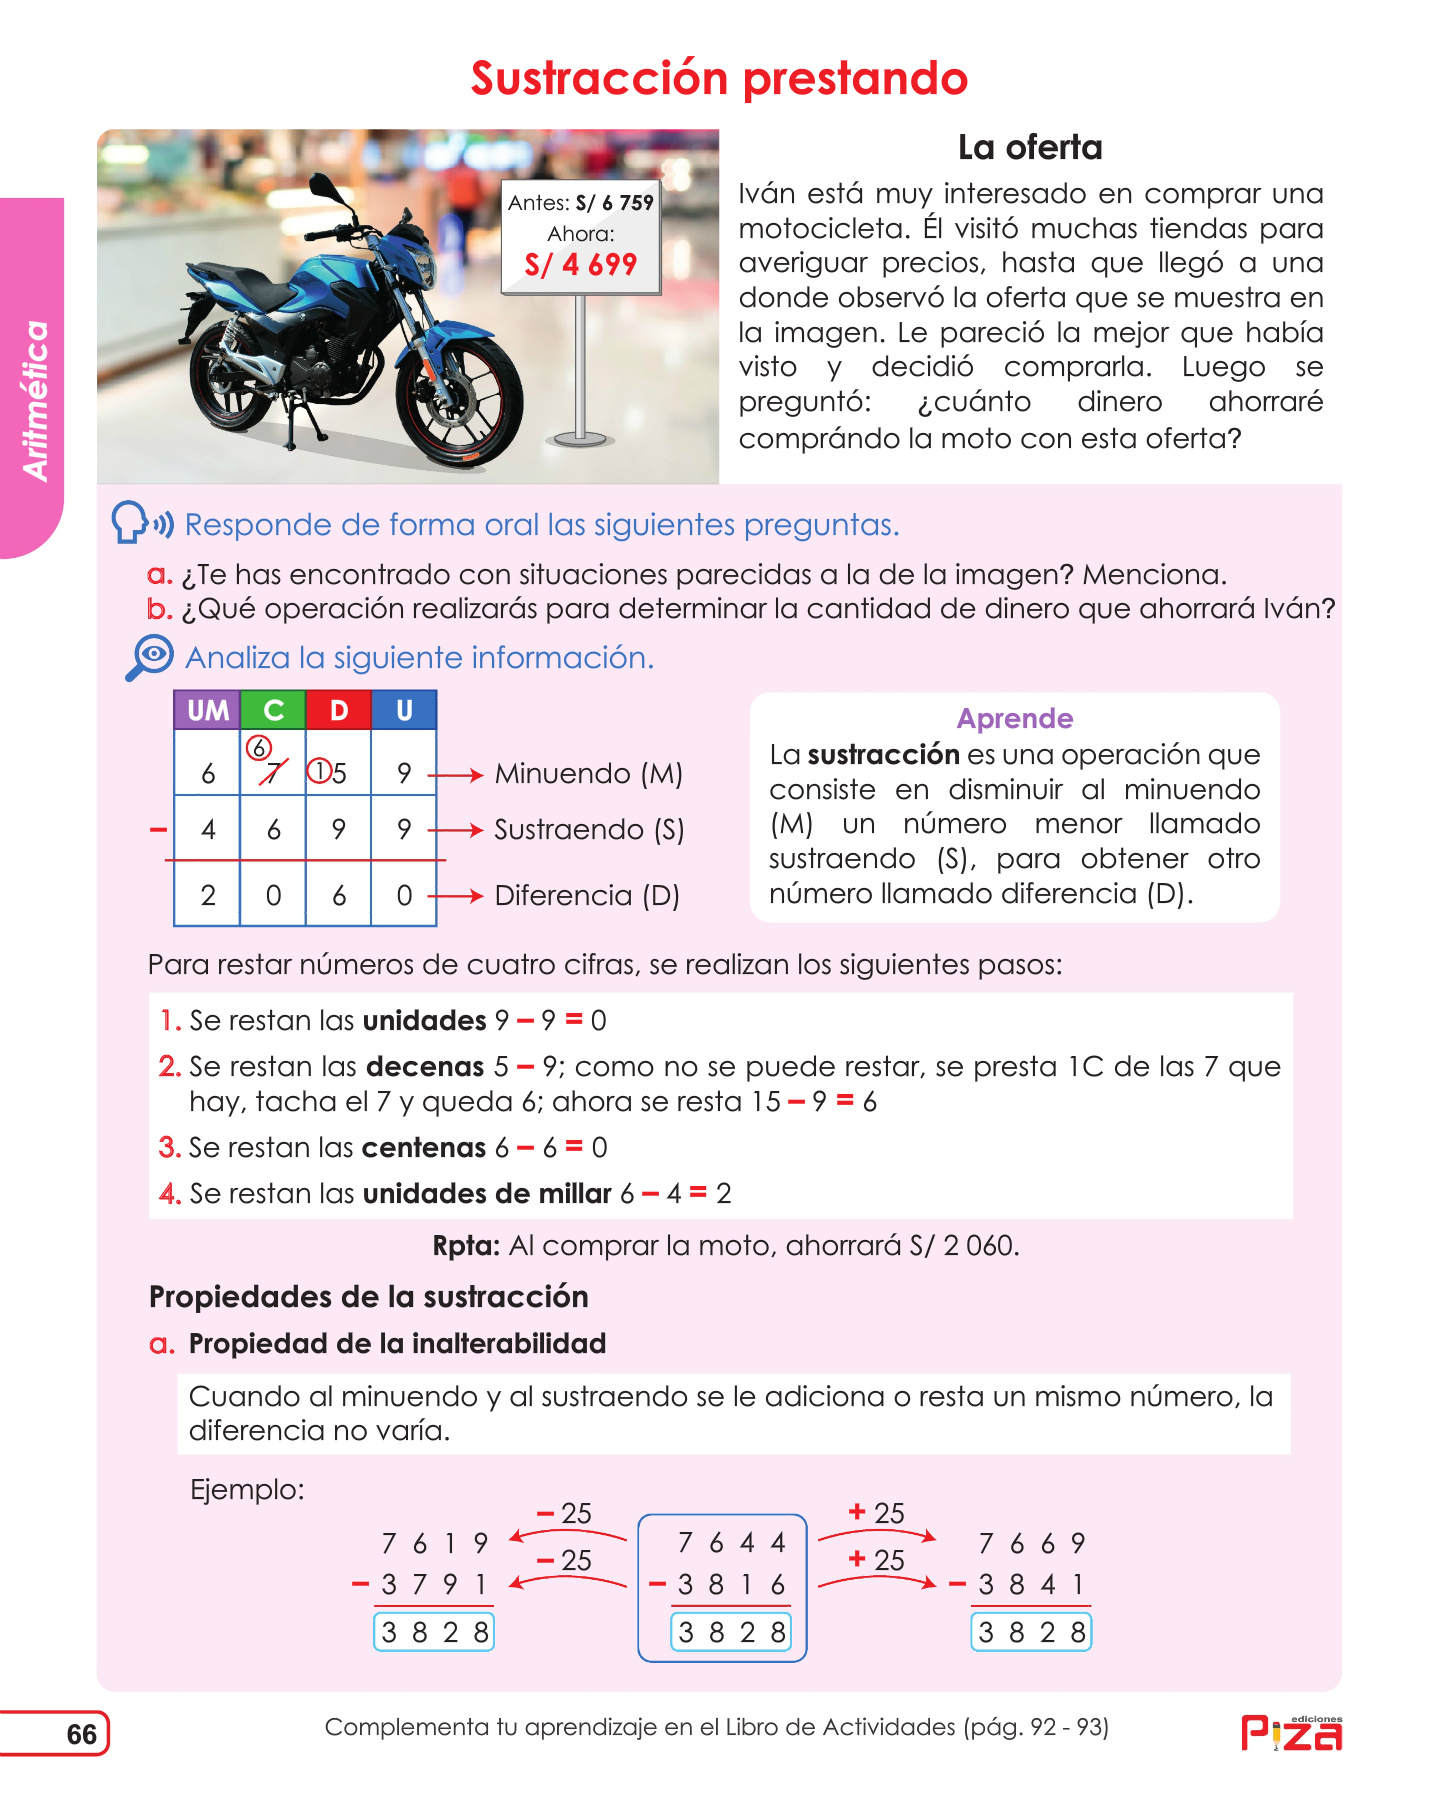 Sustracción prestando
Aritmética
Antes: S/ 6 759
Ahora:
S/ 4 699
La oferta
Iván está muy interesado en comprar una
motocicleta. Él visitó muchas tiendas para
averiguar precios, hasta que llegó a una
donde observó la oferta que se muestra en
la imagen. Le pareció la mejor que había
visto y decidió comprarla. Luego se
preguntó: ¿cuánto dinero ahorraré
comprándo la moto con esta oferta?
Responde de forma oral las siguientes preguntas.
a. ¿Te has encontrado con situaciones parecidas a la de la imagen? Menciona.
b. ¿Qué operación realizarás para determinar la cantidad de dinero que ahorrará Iván?
Analiza la siguiente información.
UM C D U
6
6 7 1 5 9 Minuendo (M)
– 4 6 9 9 Sustraendo (S)
2 0 6 0 Diferencia (D)
Aprende
La sustracción es una operación que
consiste en disminuir al minuendo
(M) un número menor llamado
sustraendo (S), para obtener otro
número llamado diferencia (D).
Para restar números de cuatro cifras, se realizan los siguientes pasos:
1. Se restan las unidades 9 – 9 = 0
2. Se restan las decenas 5 – 9; como no se puede restar, se presta 1C de las 7 que
hay, tacha el 7 y queda 6; ahora se resta 15 – 9 = 6
3. Se restan las centenas 6 – 6 = 0
4. Se restan las unidades de millar 6 – 4 = 2
Rpta: Al comprar la moto, ahorrará S/ 2 060.
Propiedades de la sustracción
a. Propiedad de la inalterabilidad
Cuando al minuendo y al sustraendo se le adiciona o resta un mismo número, la
diferencia no varía.
Ejemplo:
– 25 + 25
7 6 1 9 7 6 4 4 7 6 6 9
– 25 + 25
– 3 7 9 1 – 3 8 1 6 – 3 8 4 1
3 8 2 8 3 8 2 8 3 8 2 8
66
Complementa tu aprendizaje en el Libro de Actividades (pág. 92 - 93)
ediciones
Piza